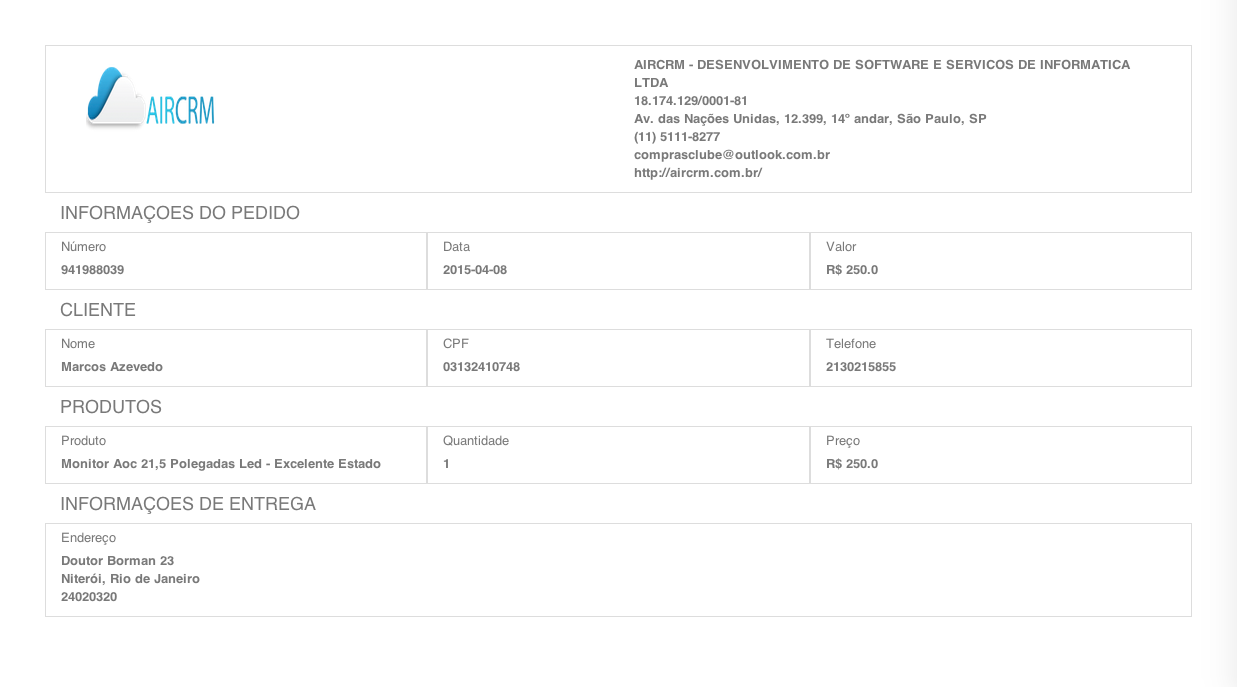 AIRCRM
AIRCRM - DESENVOLVIMENTO DE SOFTWARE E SERVICOS DE INFORMATICA
LTDA
18.174.129/0001-81
Av. das Nações Unidas, 12.399, 14º andar, São Paulo, SP
(11) 5111-8277
comprasclube@outlook.com.br
http://aircrm.com.br/
INFORMAÇOES DO PEDIDO
Número Data Valor
941988039 2015-04-08 R$ 250.0
CLIENTE
Nome CPF Telefone
Marcos Azevedo 03132410748 2130215855
PRODUTOS
Produto Quantidade Preço
Monitor Aoc 21,5 Polegadas Led - Excelente Estado 1 R$ 250.0
INFORMAÇOES DE ENTREGA
Endereço
Doutor Borman 23
Niterói, Rio de Janeiro
24020320